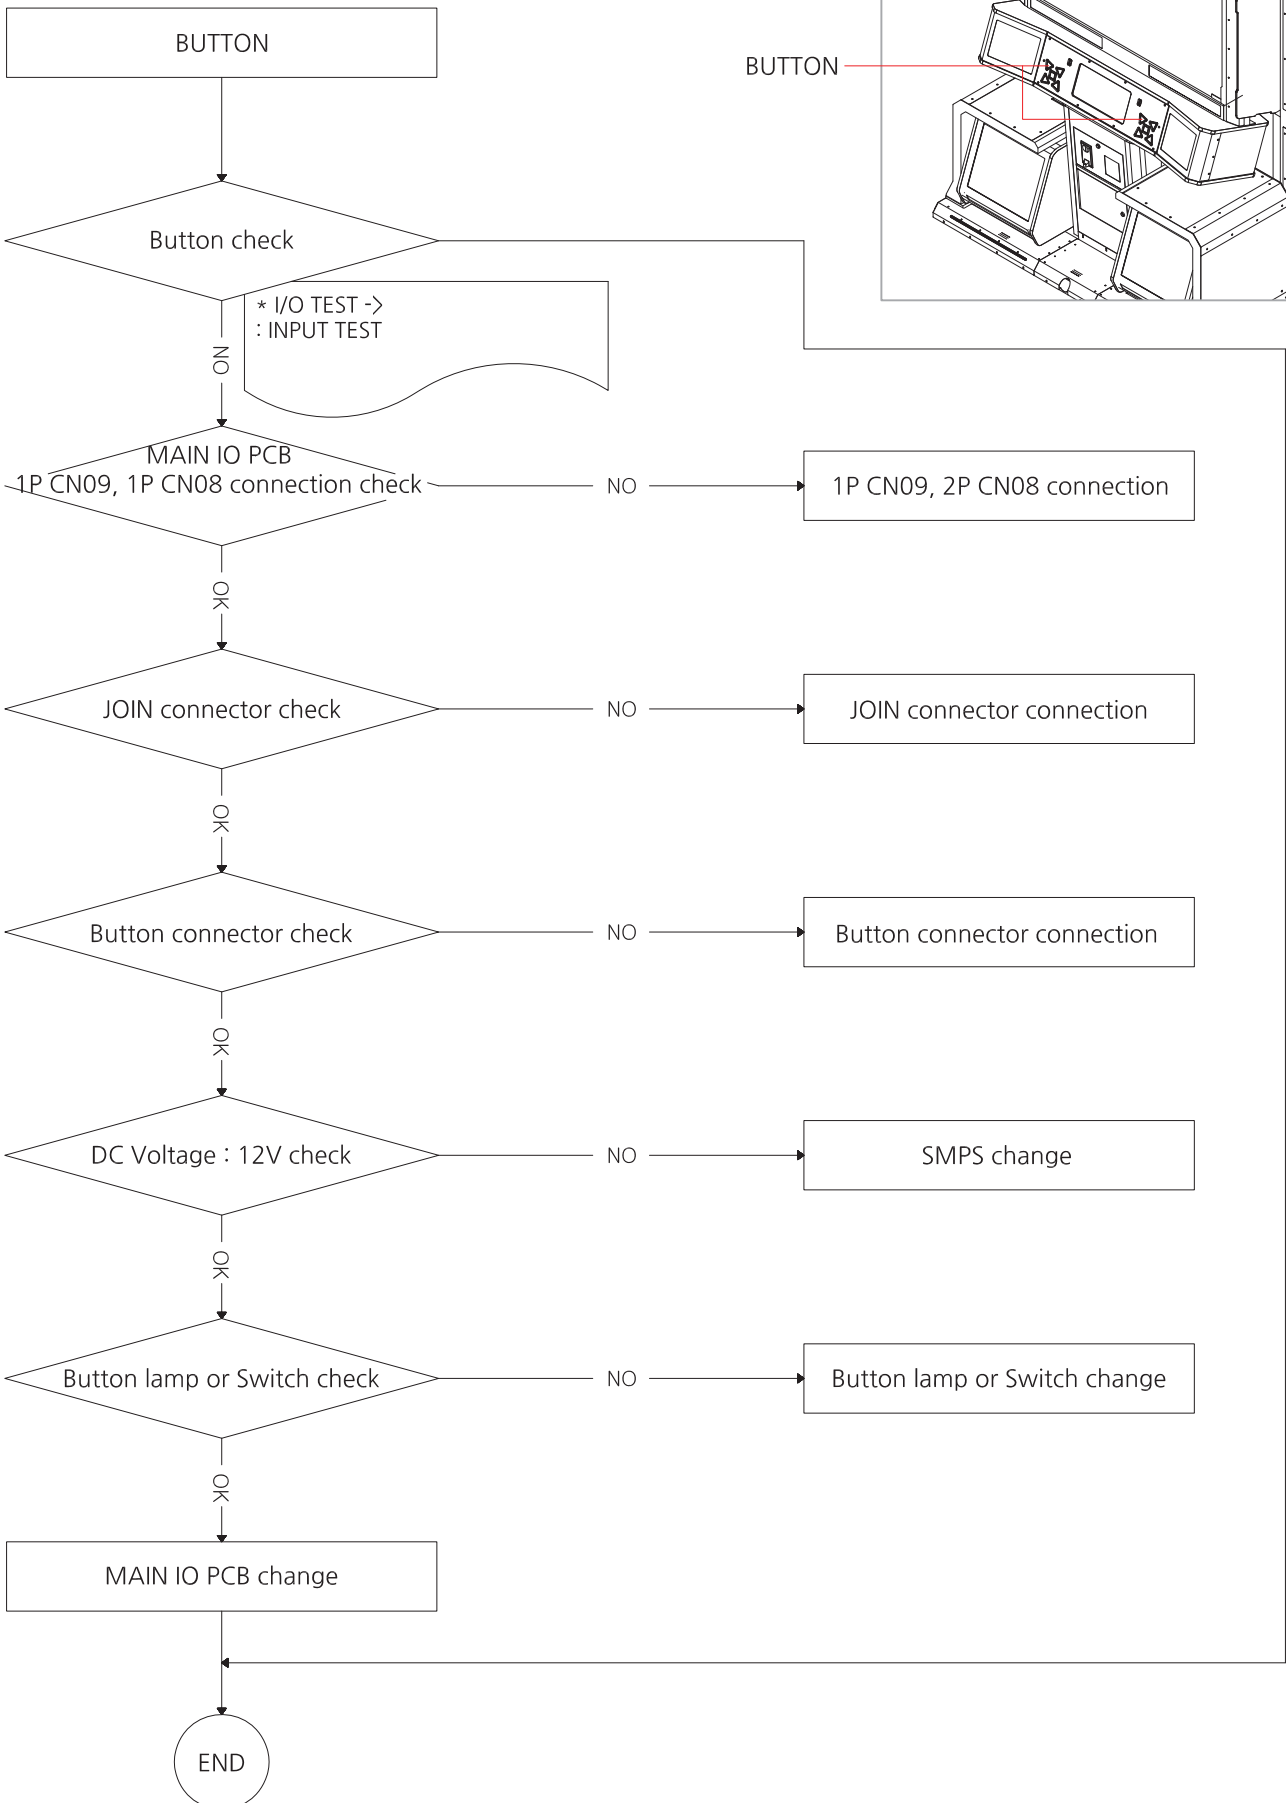 BUTTON
BUTTON
Button check
* I/O TEST ->
: INPUT TEST
NO
MAIN IO PCB
1P CN09, 1P CN08 connection check
NO
1P CN09, 2P CN08 connection
OK
JOIN connector check
NO
JOIN connector connection
OK
Button connector check
NO
Button connector connection
OK
DC Voltage : 12V check
NO
SMPS change
OK
Button lamp or Switch check
NO
Button lamp or Switch change
OK
MAIN IO PCB change
END